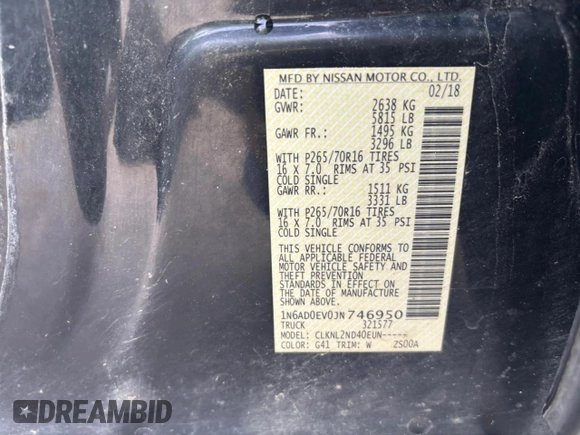 MFD BY NISSAN MOTOR CO., LTD.
DATE: 02/18
GVWR: 2638 KG
5815 LB
GAWR FR.: 1495 KG
3296 LB
WITH P265/70R16 TIRES
16 X 7.0 RIMS AT 35 PSI
COLD SINGLE
GAWR RR.: 1511 KG
3331 LB
WITH P265/70R16 TIRES
16 X 7.0 RIMS AT 35 PSI
COLD SINGLE
THIS VEHICLE CONFORMS TO
ALL APPLICABLE FEDERAL
MOTOR VEHICLE SAFETY AND
THEFT PREVENTION
STANDARDS IN EFFECT ON
THE DATE OF MANUFACTURE
SHOWN ABOVE.
1N6AD0EV0JN746950
TRUCK 321577
MODEL: CLKNL2ND40EUN-----
COLOR: G41 TRIM: W ZS00A
DREAMBID